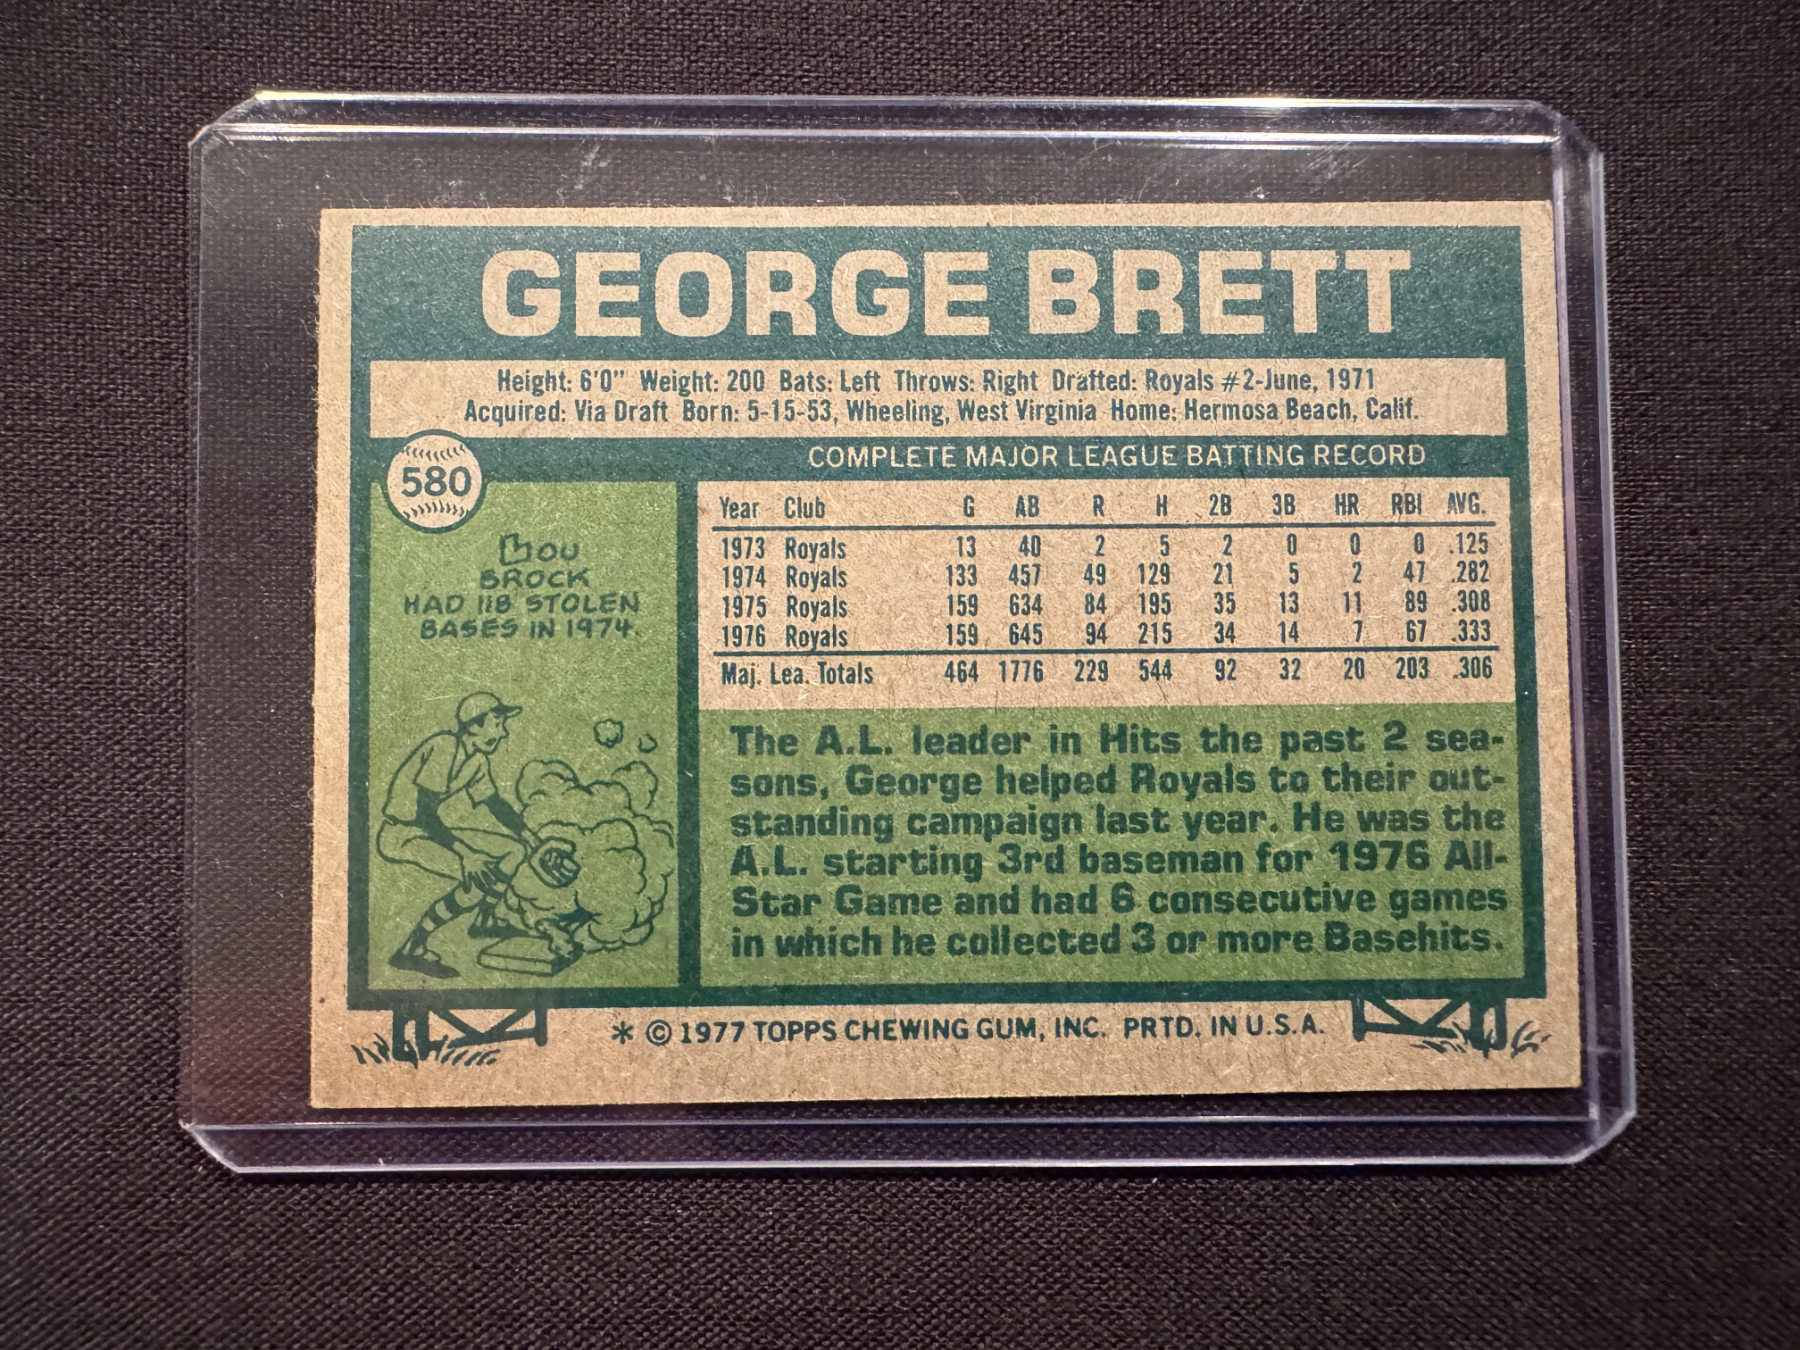 GEORGE BRETT
Height: 6'0" Weight: 200 Bats: Left Throws: Right Drafted: Royals #2-June, 1971
Acquired: Via Draft Born: 5-15-53, Wheeling, West Virginia Home: Hermosa Beach, Calif.
580
LOU
BROCK
HAD 118 STOLEN
BASES IN 1974.
COMPLETE MAJOR LEAGUE BATTING RECORD
Year Club G AB R H 2B 3B HR RBI AVG.
1973 Royals 13 40 2 5 2 0 0 0 .125
1974 Royals 133 457 49 129 21 5 2 47 .282
1975 Royals 159 634 84 195 35 13 11 89 .308
1976 Royals 159 645 94 215 34 14 7 67 .333
Maj. Lea. Totals 464 1776 229 544 92 32 20 203 .306
The A.L. leader in Hits the past 2 sea-
sons, George helped Royals to their out-
standing campaign last year. He was the
A.L. starting 3rd baseman for 1976 All-
Star Game and had 6 consecutive games
in which he collected 3 or more Basehits.
* © 1977 TOPPS CHEWING GUM, INC. PRTD. IN U.S.A.